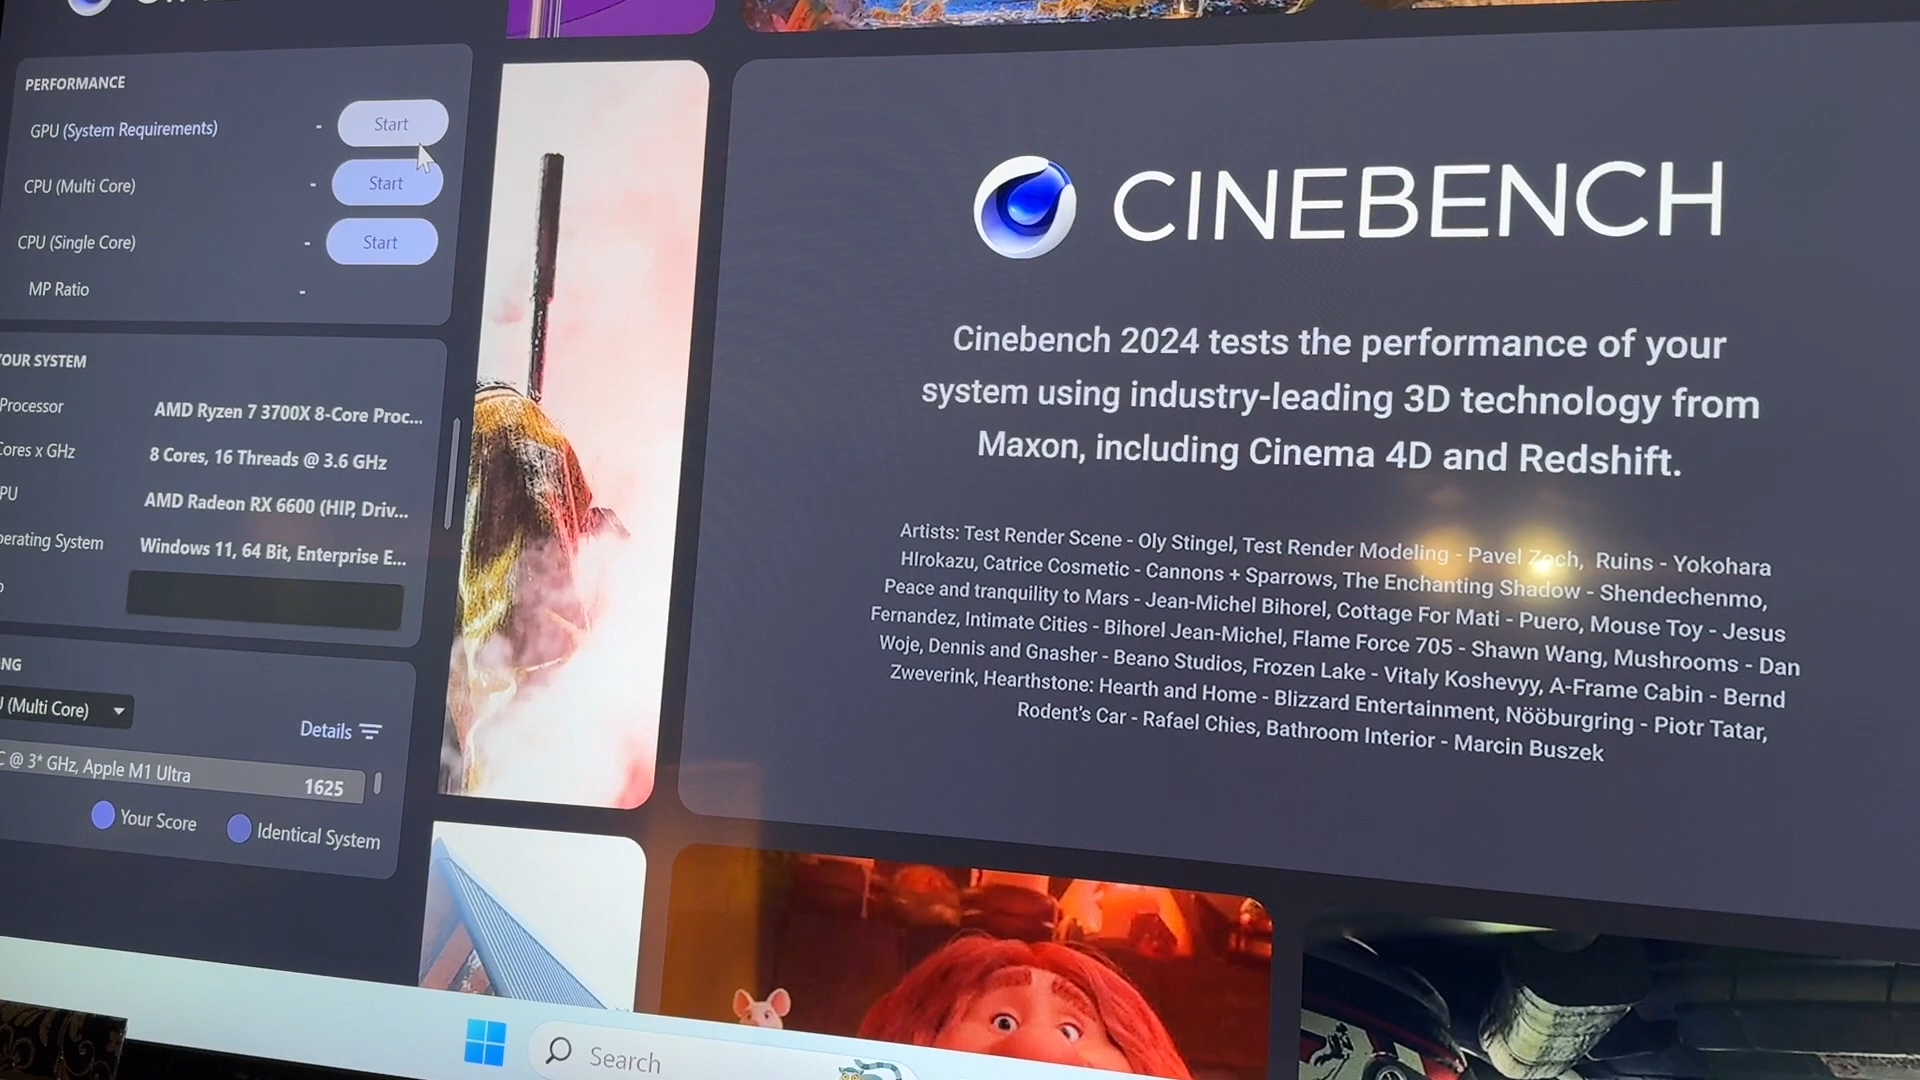 PERFORMANCE
GPU (System Requirements) - Start
CPU (Multi Core) - Start
CPU (Single Core) - Start
MP Ratio -
OUR SYSTEM
Processor AMD Ryzen 7 3700X 8-Core Proc...
ores x GHz 8 Cores, 16 Threads @ 3.6 GHz
PU AMD Radeon RX 6600 (HIP, Driv...
perating System Windows 11, 64 Bit, Enterprise E...
NG
(Multi Core)
Details
C @ 3* GHz, Apple M1 Ultra 1625
Your Score Identical System
CINEBENCH
Cinebench 2024 tests the performance of your
system using industry-leading 3D technology from
Maxon, including Cinema 4D and Redshift.
Artists: Test Render Scene - Oly Stingel, Test Render Modeling - Pavel Zoch, Ruins - Yokohara
HIrokazu, Catrice Cosmetic - Cannons + Sparrows, The Enchanting Shadow - Shendechenmo,
Peace and tranquility to Mars - Jean-Michel Bihorel, Cottage For Mati - Puero, Mouse Toy - Jesus
Fernandez, Intimate Cities - Bihorel Jean-Michel, Flame Force 705 - Shawn Wang, Mushrooms - Dan
Woje, Dennis and Gnasher - Beano Studios, Frozen Lake - Vitaly Koshevyy, A-Frame Cabin - Bernd
Zweverink, Hearthstone: Hearth and Home - Blizzard Entertainment, Nööburgring - Piotr Tatar,
Rodent's Car - Rafael Chies, Bathroom Interior - Marcin Buszek
Search